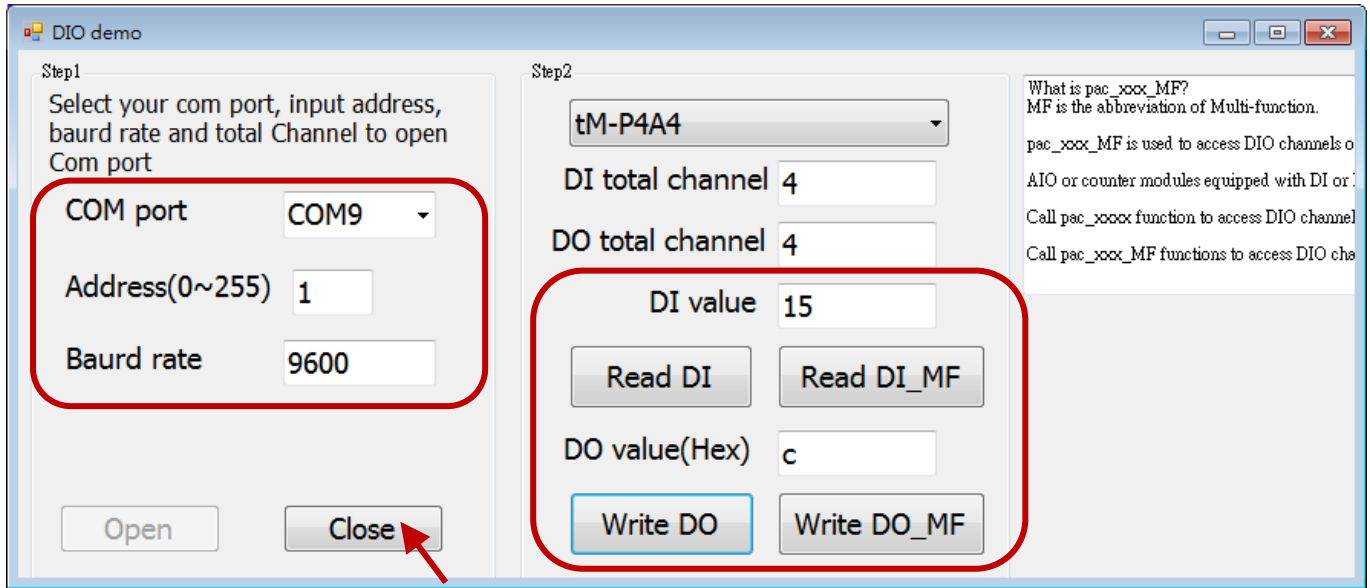 DIO demo
Step1
Select your com port, input address,
baurd rate and total Channel to open
Com port
COM port COM9
Address(0~255) 1
Baurd rate 9600
Open Close
Step2
tM-P4A4
DI total channel 4
DO total channel 4
DI value 15
Read DI Read DI_MF
DO value(Hex) c
Write DO Write DO_MF
What is pac_xxx_MF?
MF is the abbreviation of Multi-function.
pac_xxx_MF is used to access DIO channels o
AIO or counter modules equipped with DI or
Call pac_xxxx function to access DIO channel
Call pac_xxx_MF functions to access DIO cha